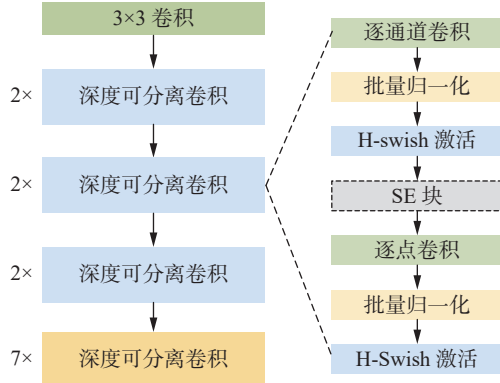 3×3 卷积
2× 深度可分离卷积
2× 深度可分离卷积
2× 深度可分离卷积
7× 深度可分离卷积
逐通道卷积
批量归一化
H-swish 激活
SE 块
逐点卷积
批量归一化
H-Swish 激活